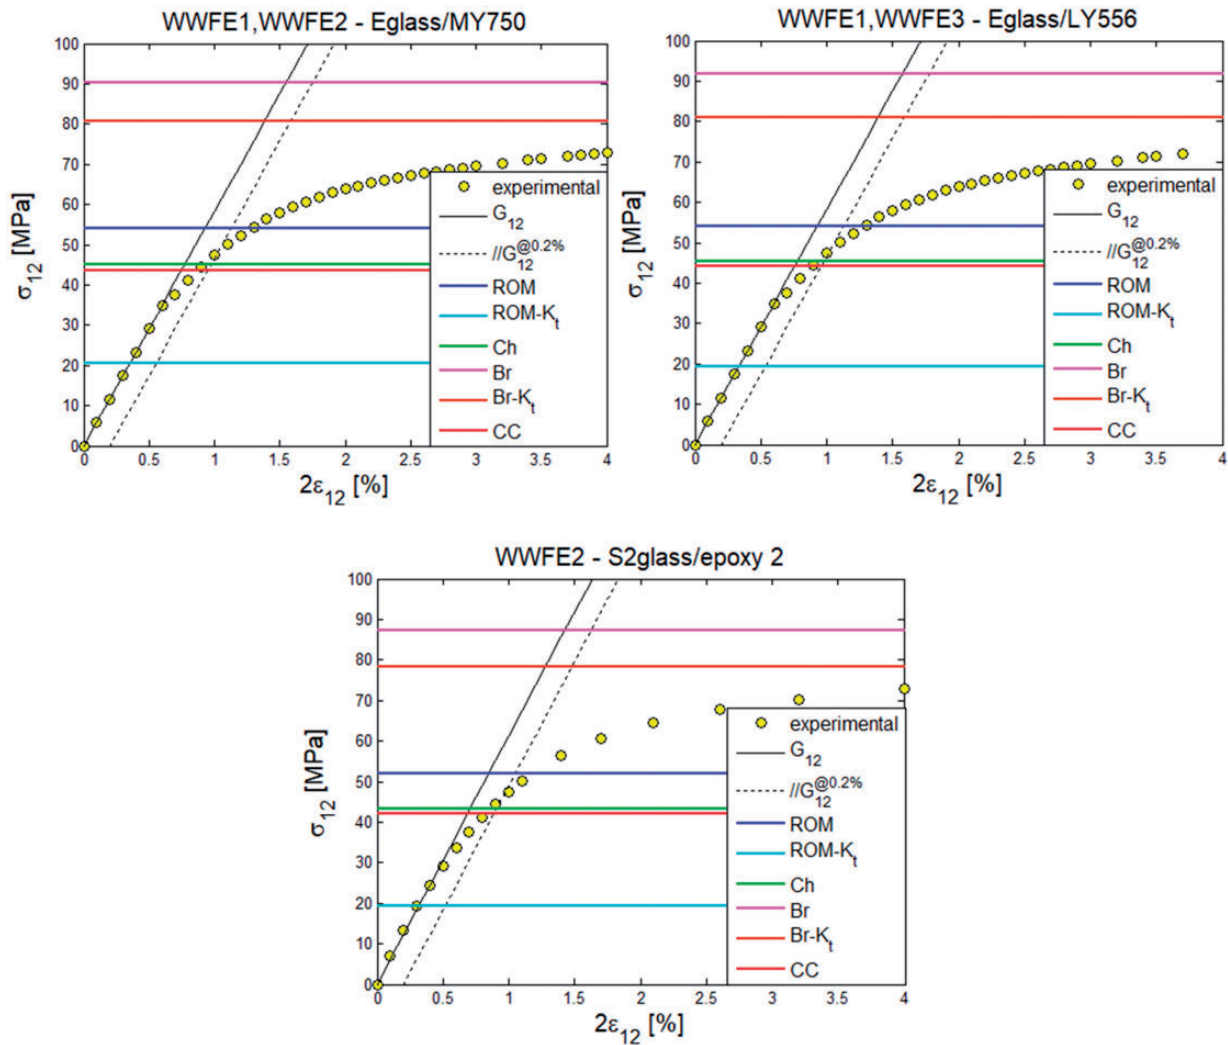 WWFE1,WWFE2 - Eglass/MY750
100
90
80
70
60
50
40
30
20
10
0
σ12 [MPa]
0 0.5 1 1.5 2 2.5 3 3.5 4
2ε12 [%]
experimental
G12
//G12@0.2%
ROM
ROM-Kt
Ch
Br
Br-Kt
CC
WWFE1,WWFE3 - Eglass/LY556
100
90
80
70
60
50
40
30
20
10
0
σ12 [MPa]
0 0.5 1 1.5 2 2.5 3 3.5 4
2ε12 [%]
experimental
G12
//G12@0.2%
ROM
ROM-Kt
Ch
Br
Br-Kt
CC
WWFE2 - S2glass/epoxy 2
100
90
80
70
60
50
40
30
20
10
0
σ12 [MPa]
0 0.5 1 1.5 2 2.5 3 3.5 4
2ε12 [%]
experimental
G12
//G12@0.2%
ROM
ROM-Kt
Ch
Br
Br-Kt
CC